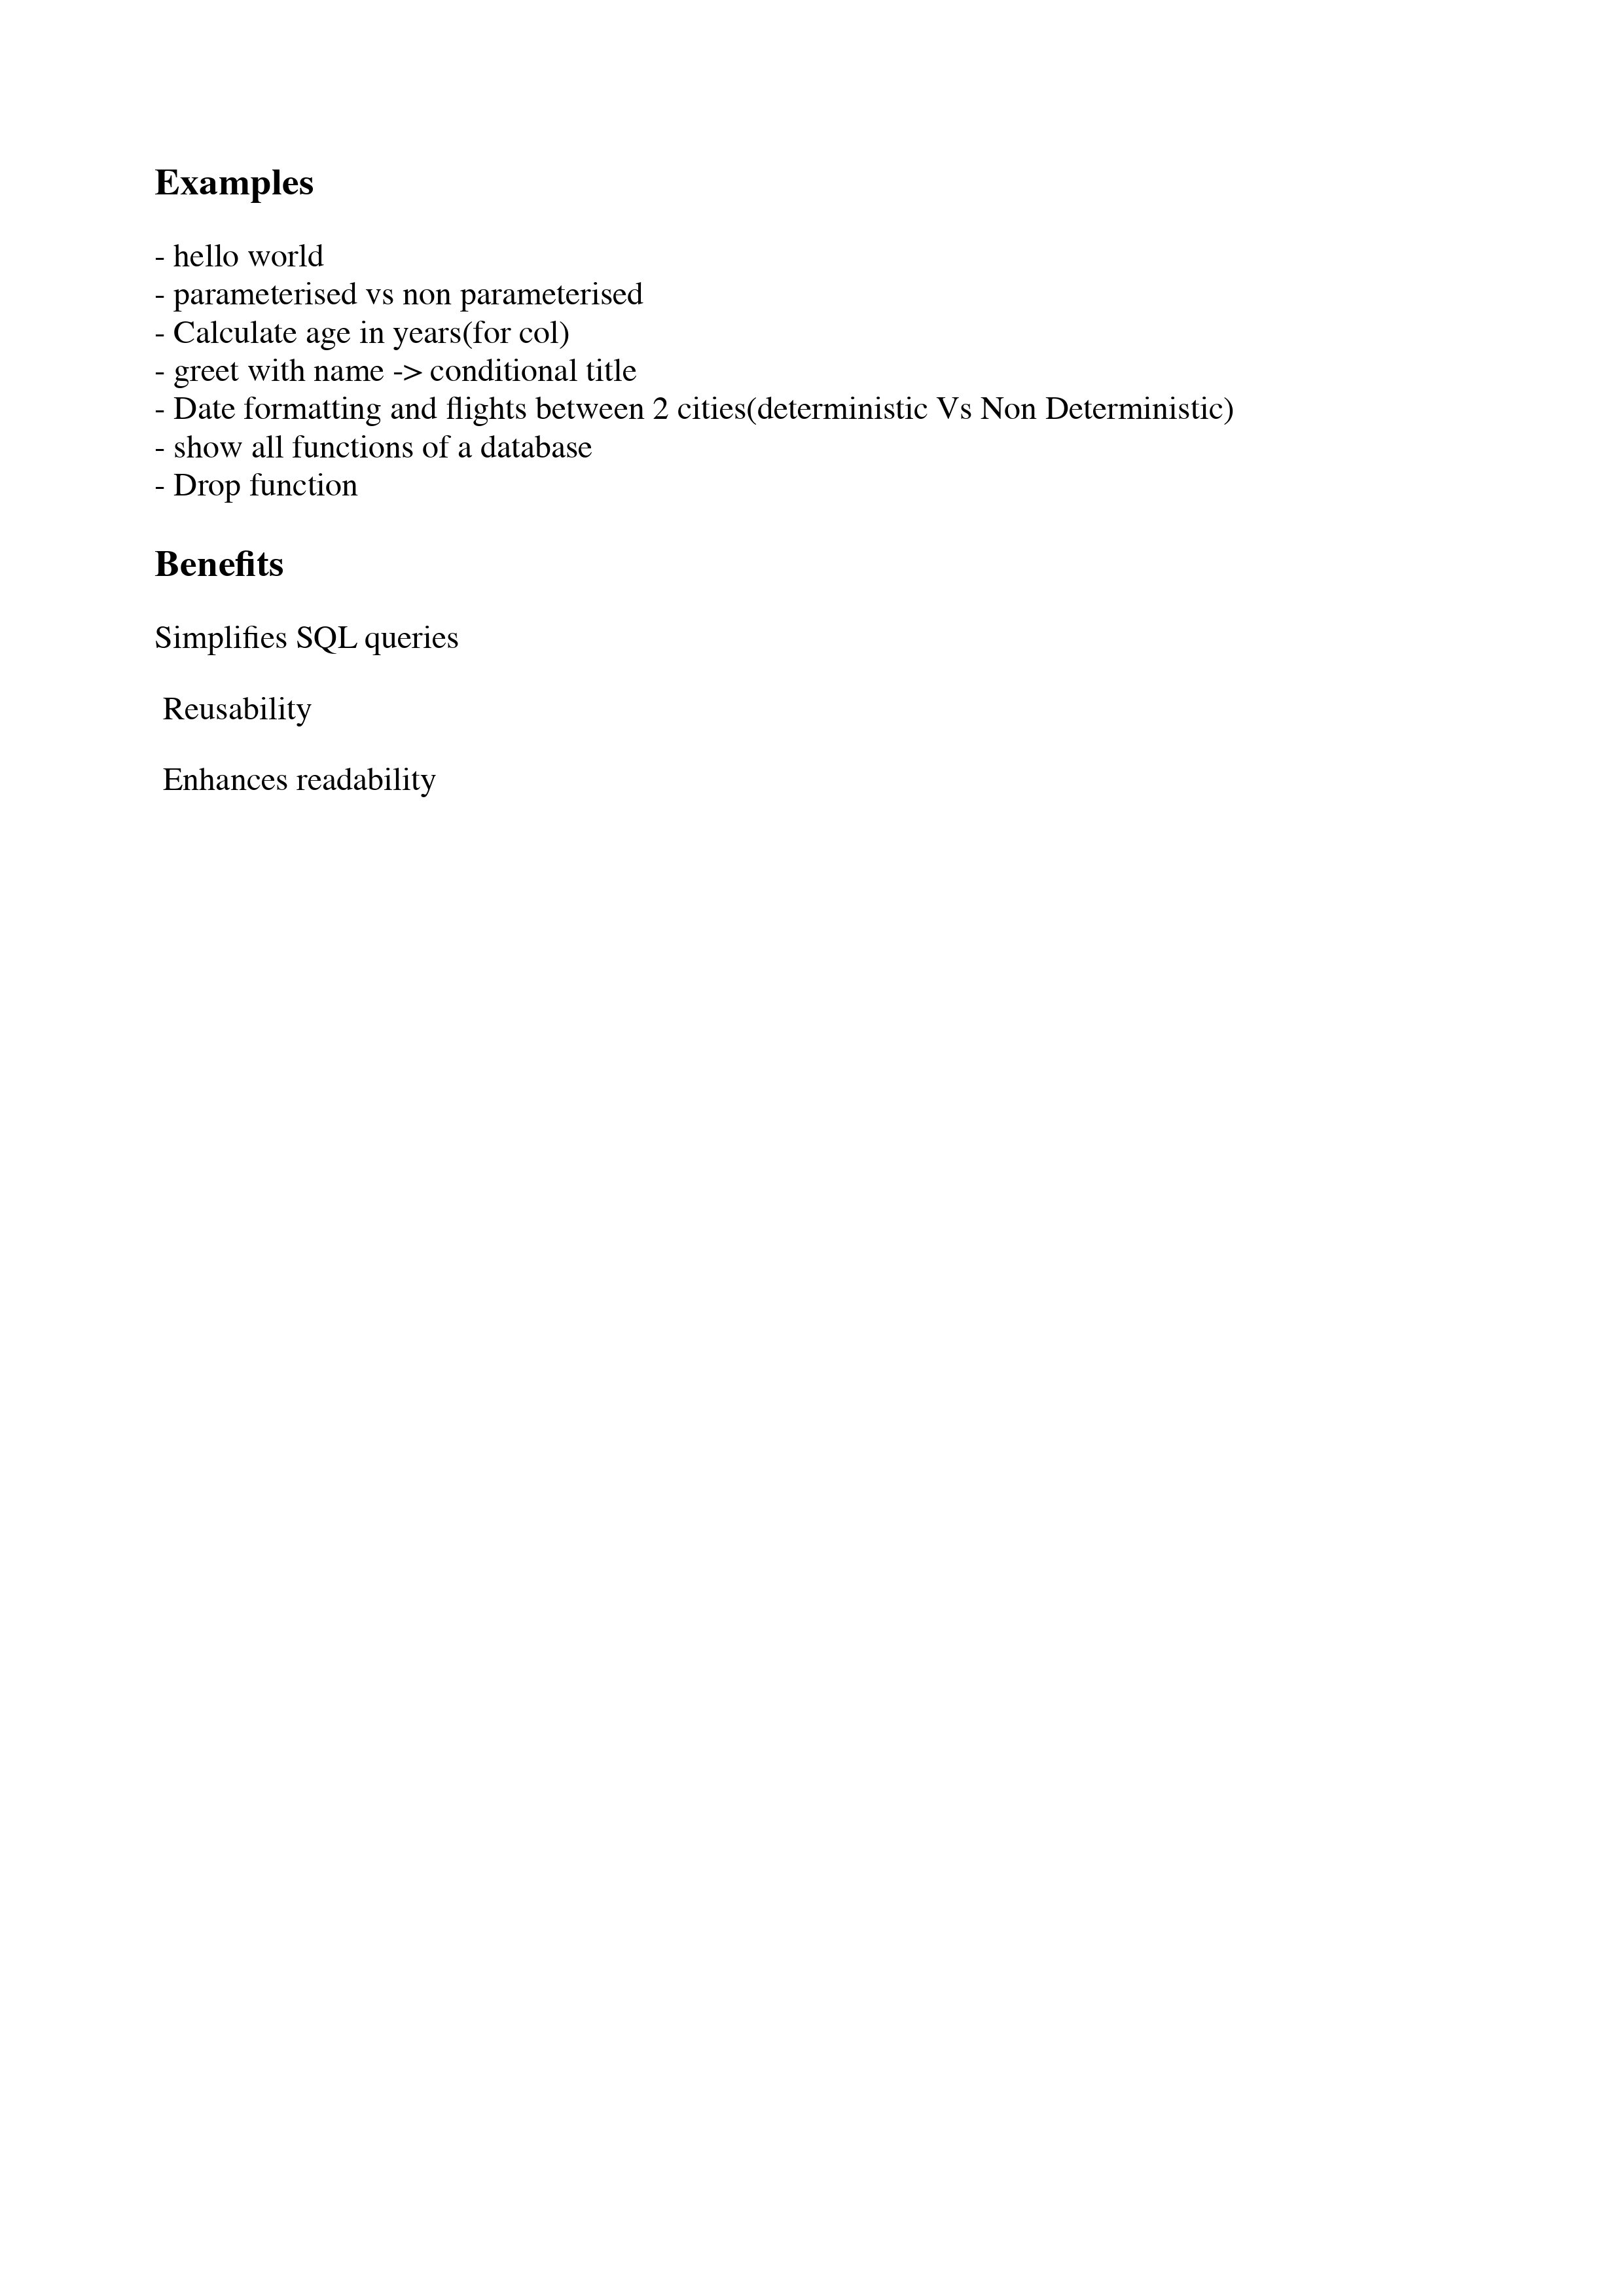 Examples
- hello world
- parameterised vs non parameterised
- Calculate age in years(for col)
- greet with name -> conditional title
- Date formatting and flights between 2 cities(deterministic Vs Non Deterministic)
- show all functions of a database
- Drop function
Benefits
Simplifies SQL queries
Reusability
Enhances readability